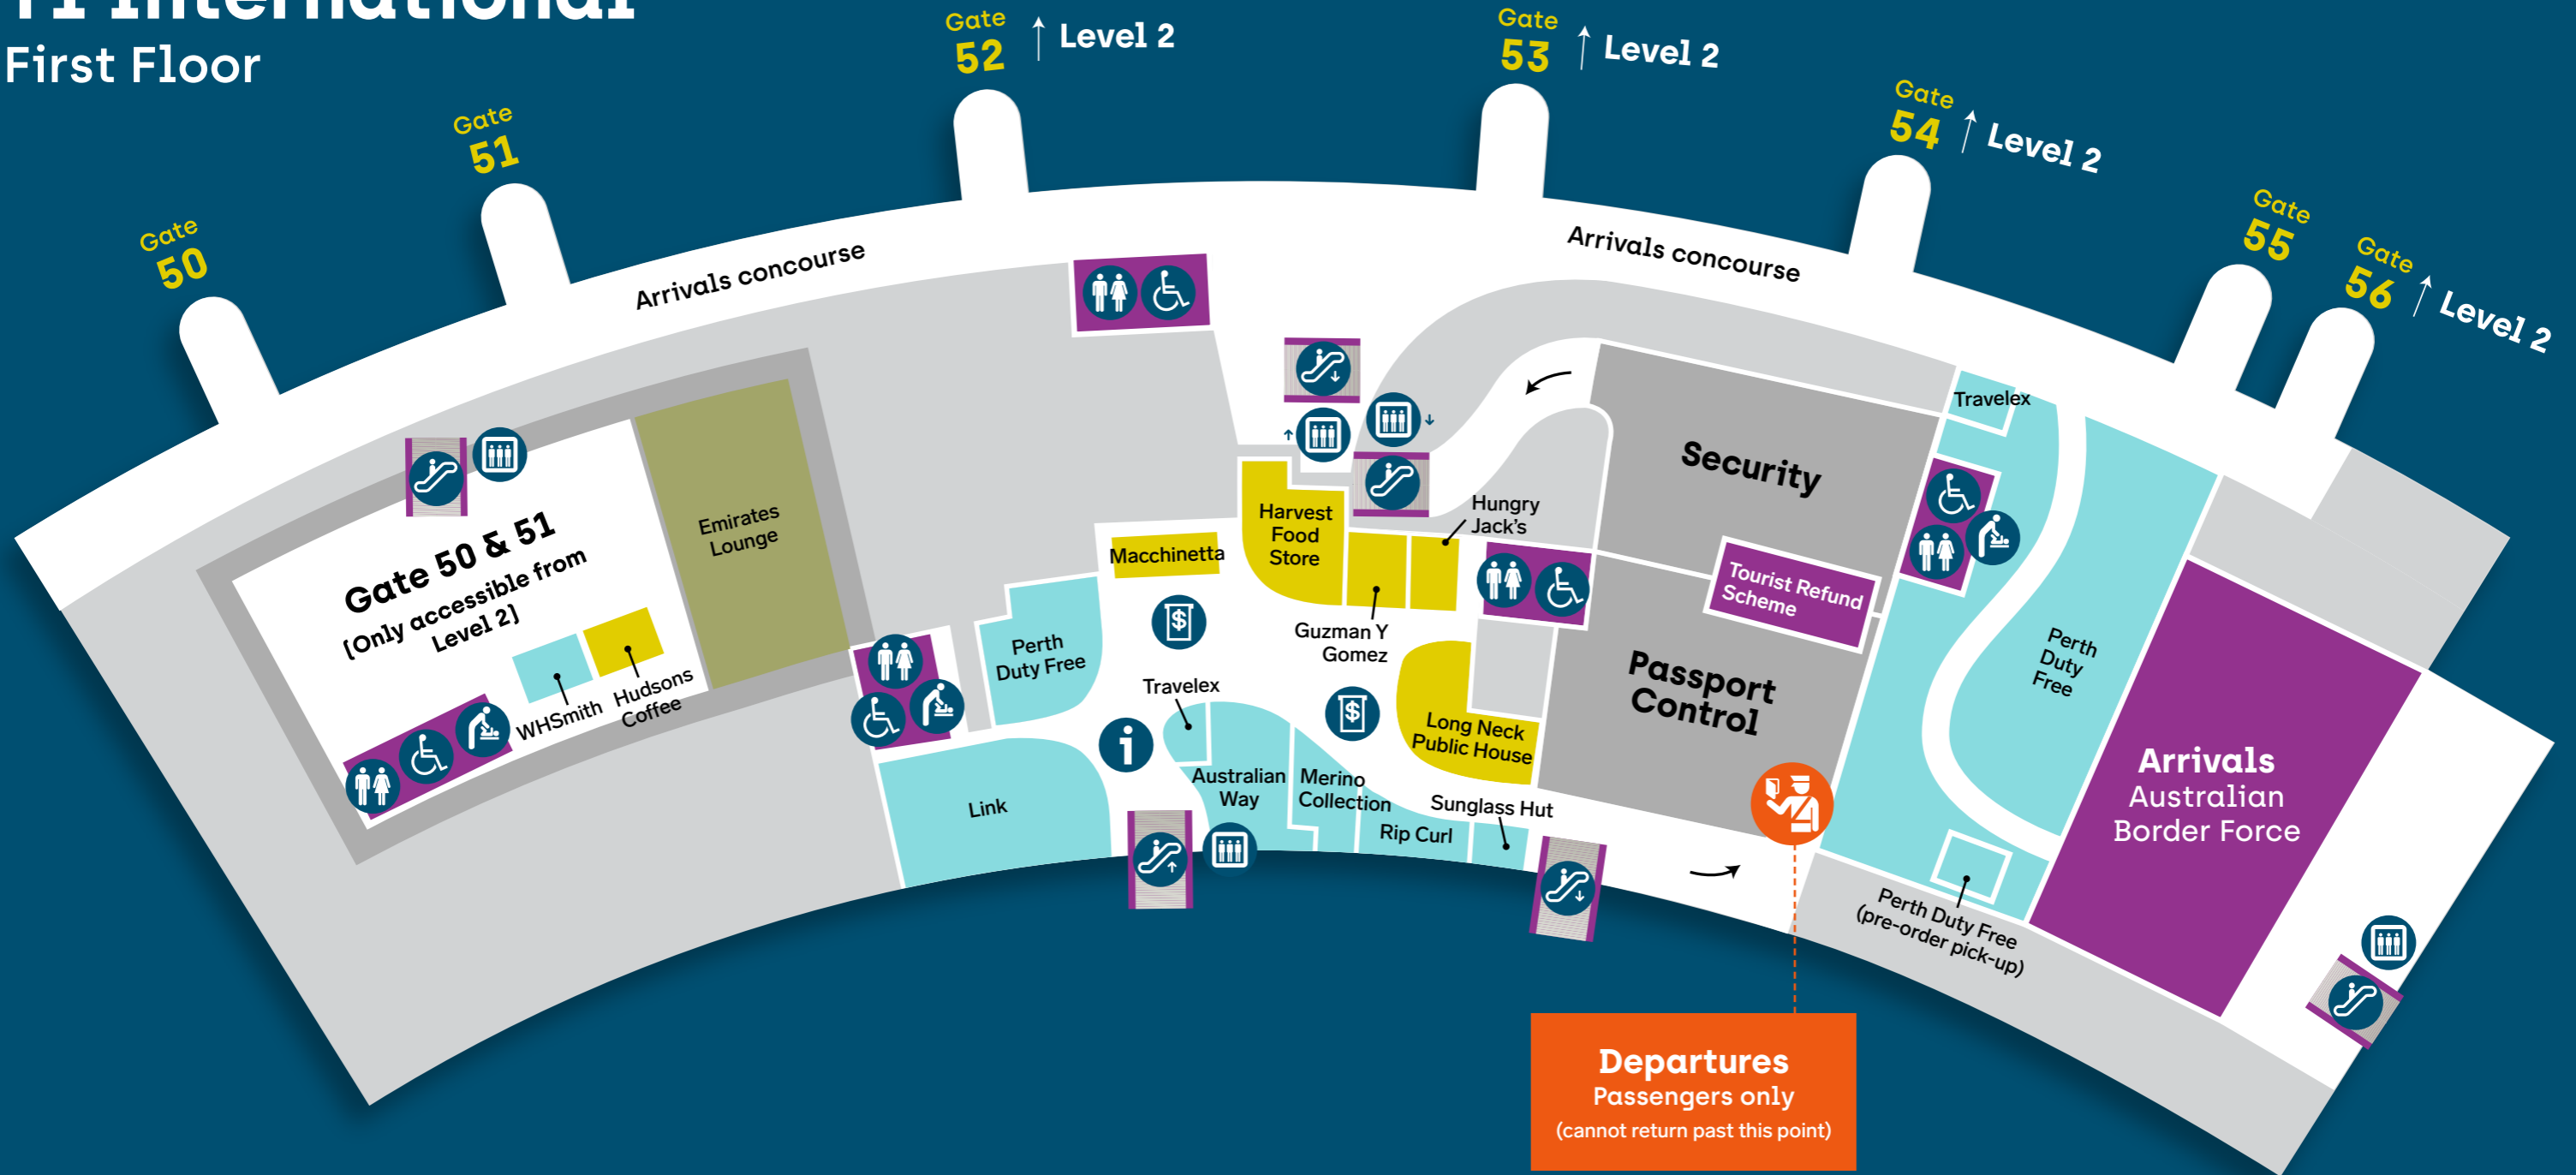 T1 International
First Floor
Gate
50
Gate
51
Gate
52
↑ Level 2
Gate
53
↑ Level 2
Gate
54
↑ Level 2
Gate
55
Gate
56
↑ Level 2
Arrivals concourse
Arrivals concourse
Gate 50 & 51
(Only accessible from
Level 2)
Emirates
Lounge
WHSmith
Hudsons
Coffee
Macchinetta
Harvest
Food
Store
Hungry
Jack's
Guzman Y
Gomez
Perth
Duty Free
Travelex
Link
Australian
Way
Merino
Collection
Rip Curl
Sunglass Hut
Long Neck
Public House
Security
Tourist Refund
Scheme
Passport
Control
Travelex
Perth
Duty
Free
Perth Duty Free
(pre-order pick-up)
Arrivals
Australian
Border Force
Departures
Passengers only
(cannot return past this point)